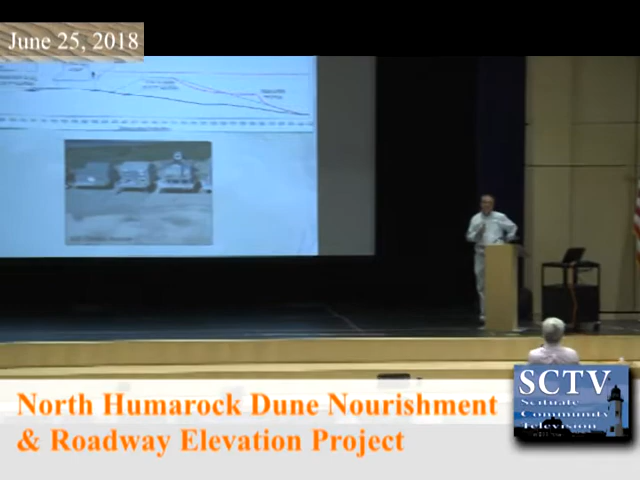 June 25, 2018
North Humarock Dune Nourishment
& Roadway Elevation Project
SCTV
Scituate
Community
Television